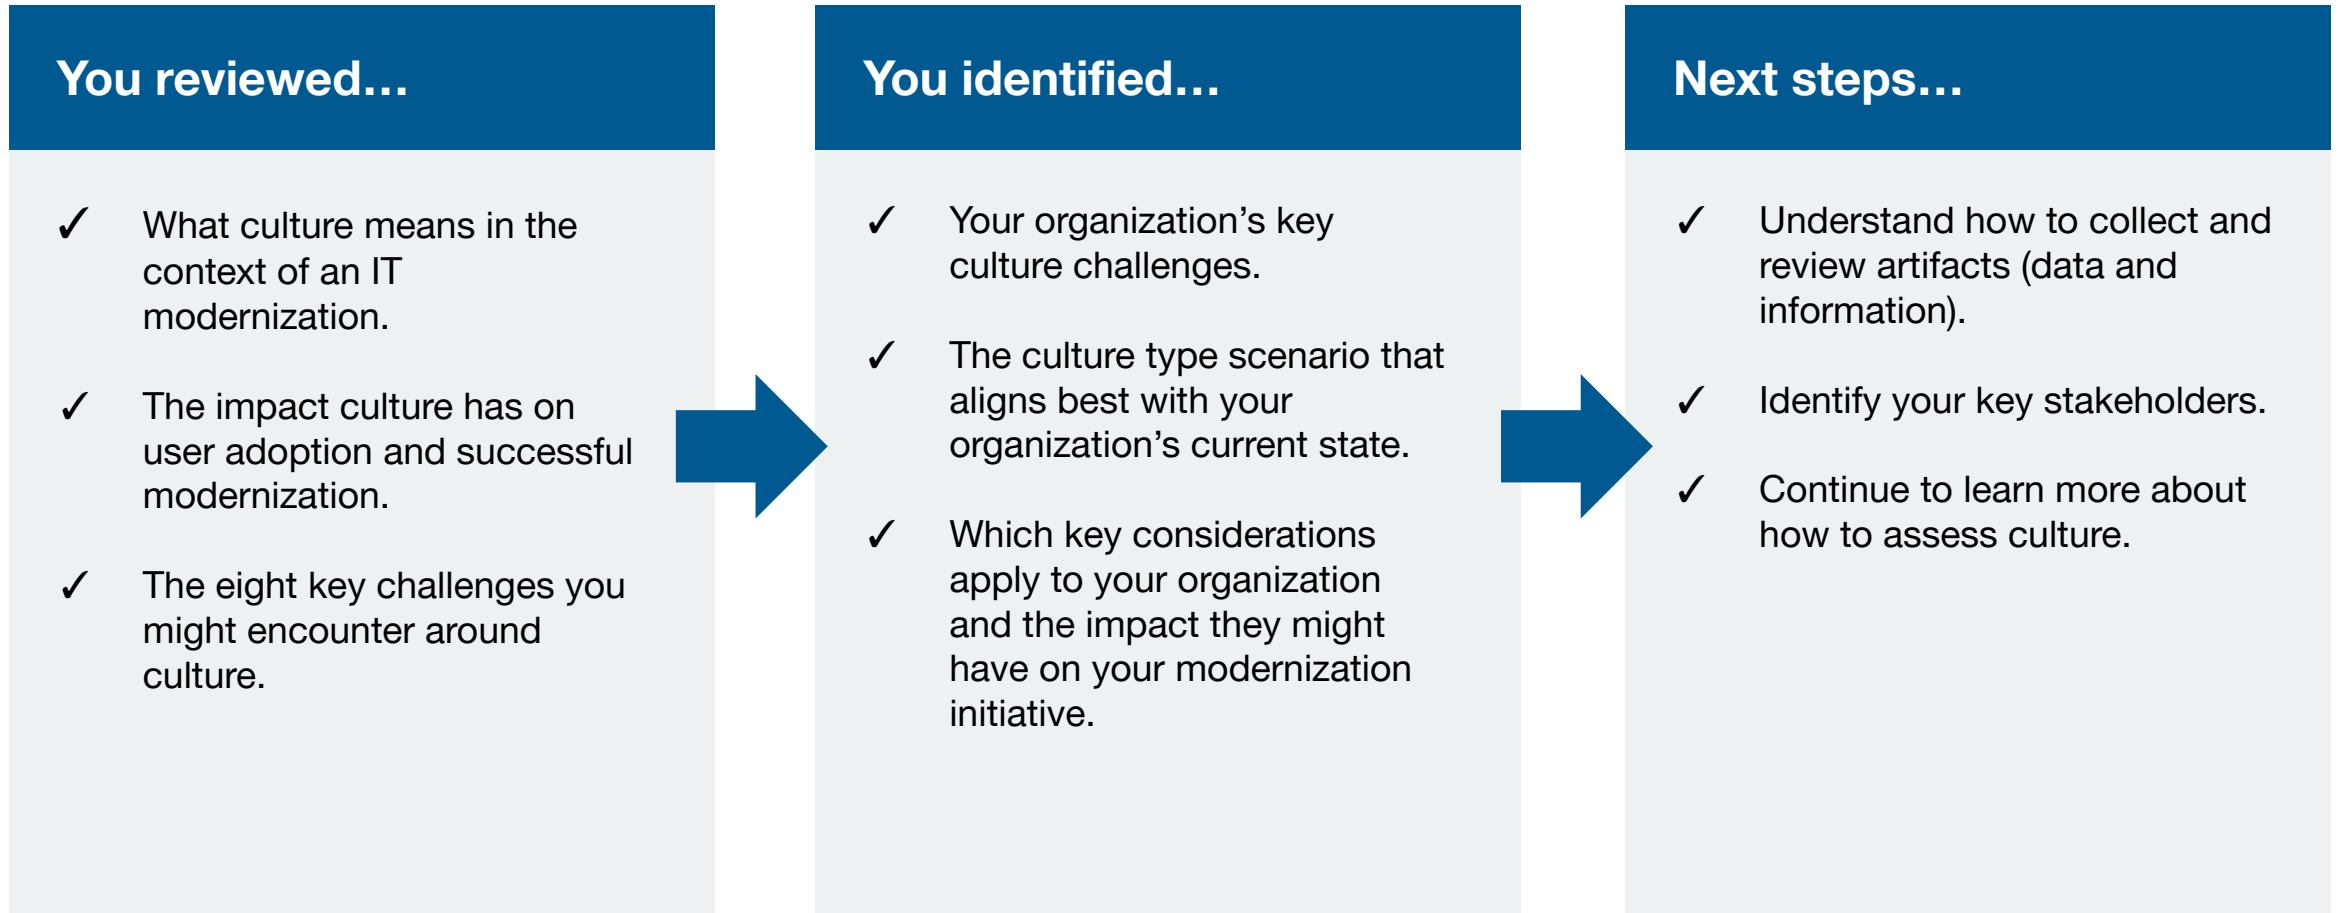 You reviewed…
✓ What culture means in the
context of an IT
modernization.
✓ The impact culture has on
user adoption and successful
modernization.
✓ The eight key challenges you
might encounter around
culture.
You identified…
✓ Your organization’s key
culture challenges.
✓ The culture type scenario that
aligns best with your
organization’s current state.
✓ Which key considerations
apply to your organization
and the impact they might
have on your modernization
initiative.
Next steps…
✓ Understand how to collect and
review artifacts (data and
information).
✓ Identify your key stakeholders.
✓ Continue to learn more about
how to assess culture.